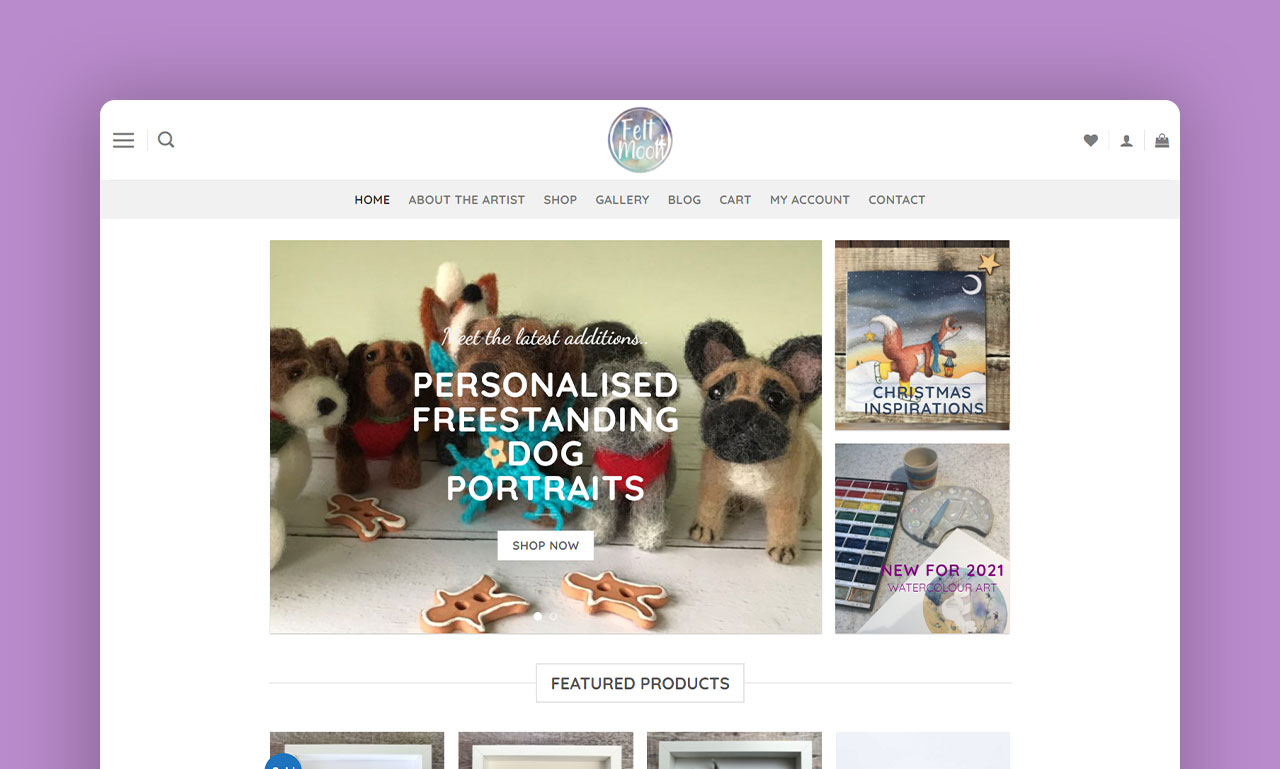 Felt
Moon
HOME ABOUT THE ARTIST SHOP GALLERY BLOG CART MY ACCOUNT CONTACT
Meet the latest additions..
PERSONALISED
FREESTANDING
DOG
PORTRAITS
SHOP NOW
CHRISTMAS
INSPIRATIONS
NEW FOR 2021
WATERCOLOUR ART
FEATURED PRODUCTS